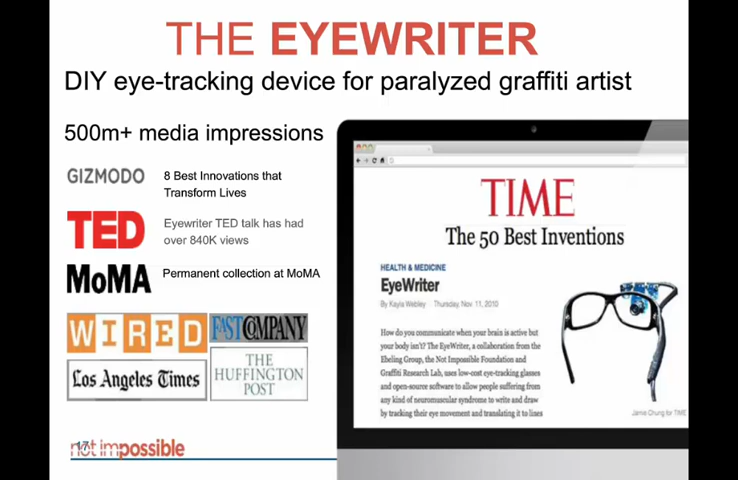 THE EYEWRITER
DIY eye-tracking device for paralyzed graffiti artist
500m+ media impressions
GIZMODO
8 Best Innovations that
Transform Lives
TED
Eyewriter TED talk has had
over 840K views
MoMA
Permanent collection at MoMA
WIRED
FAST COMPANY
Los Angeles Times
THE
HUFFINGTON
POST
17
not impossible
TIME
The 50 Best Inventions
HEALTH & MEDICINE
EyeWriter
By Kayla Webley Thursday, Nov. 11, 2010
How do you communicate when your brain is active but
your body isn't? The EyeWriter, a collaboration from the
Ebeling Group, the Not Impossible Foundation and
Graffiti Research Lab, uses low-cost eye-tracking glasses
and open-source software to allow people suffering from
any kind of neuromuscular syndrome to write and draw
by tracking their eye movement and translating it to lines
Jamie Chung for TIME